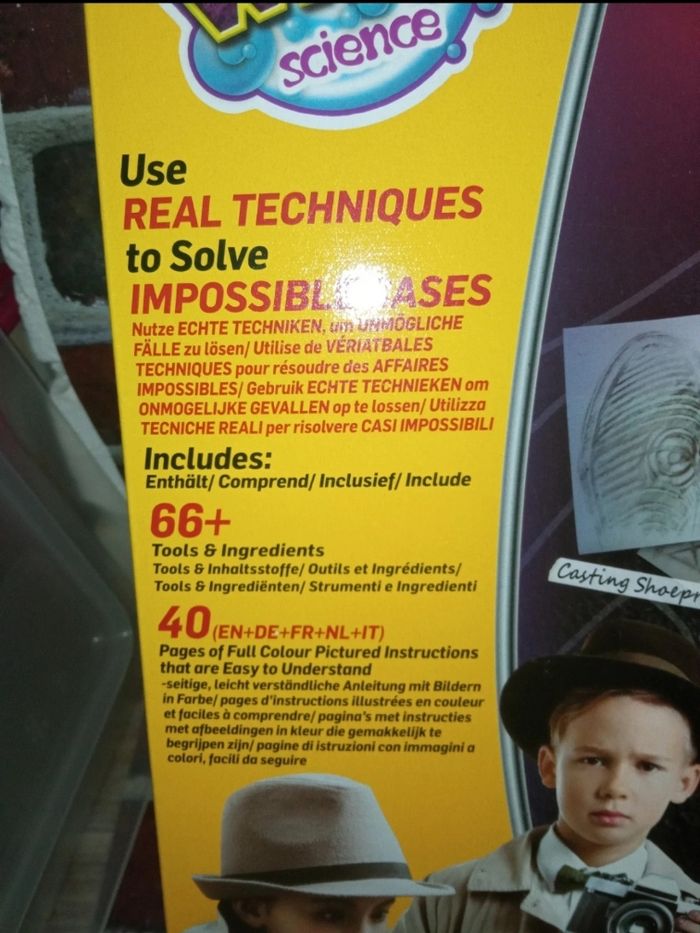 science
Use
REAL TECHNIQUES
to Solve
IMPOSSIBLE CASES
Nutze ECHTE TECHNIKEN, um UNMÖGLICHE
FÄLLE zu lösen/ Utilise de VÉRIATBALES
TECHNIQUES pour résoudre des AFFAIRES
IMPOSSIBLES/ Gebruik ECHTE TECHNIEKEN om
ONMOGELIJKE GEVALLEN op te lossen/ Utilizza
TECNICHE REALI per risolvere CASI IMPOSSIBILI
Includes:
Enthält/ Comprend/ Inclusief/ Include
66+
Tools & Ingredients
Tools & Inhaltsstoffe/ Outils et Ingrédients/
Tools & Ingrediënten/ Strumenti e Ingredienti
40 (EN+DE+FR+NL+IT)
Pages of Full Colour Pictured Instructions
that are Easy to Understand
-seitige, leicht verständliche Anleitung mit Bildern
in Farbe/ pages d'instructions illustrées en couleur
et faciles à comprendre/ pagina's met instructies
met afbeeldingen in kleur die gemakkelijk te
begrijpen zijn/ pagine di istruzioni con immagini a
colori, facili da seguire
Casting